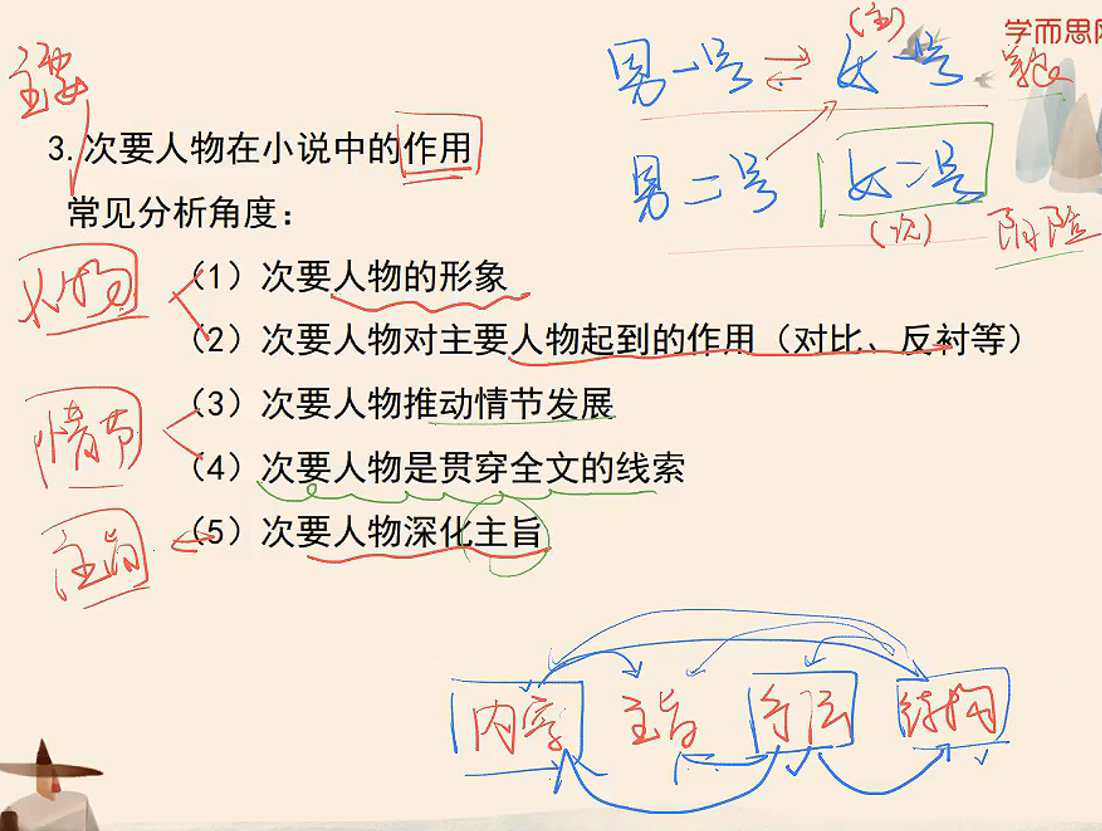 学而思网
主要
男一号 女一号
(主)
善良
3.次要人物在小说中的作用
男二号 女二号
(次)
阴险
常见分析角度：
人物
（1）次要人物的形象
（2）次要人物对主要人物起到的作用（对比、反衬等）
情节
（3）次要人物推动情节发展
（4）次要人物是贯穿全文的线索
主旨
（5）次要人物深化主旨
内容 主旨 手法 结构